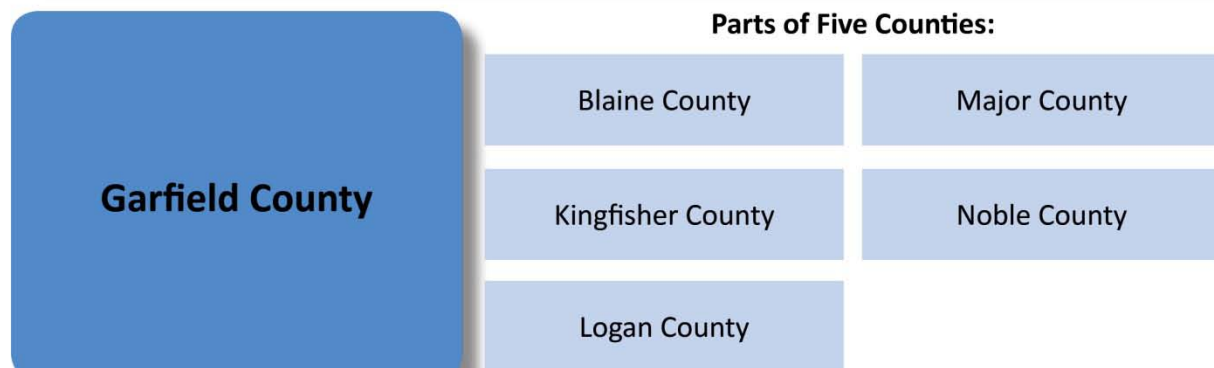 Garfield County
Parts of Five Counties:
Blaine County
Major County
Kingfisher County
Noble County
Logan County